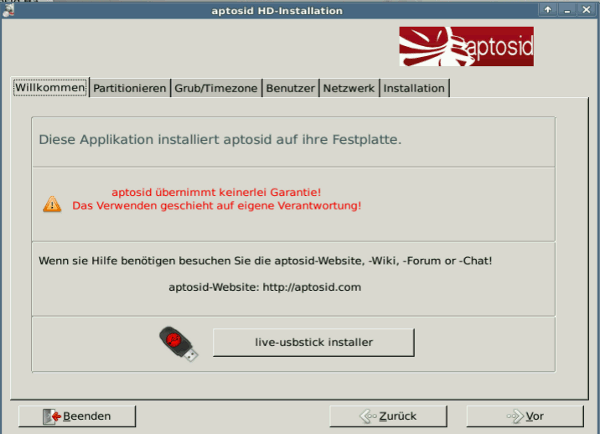 aptosid HD-Installation
aptosid
Willkommen Partitionieren Grub/Timezone Benutzer Netzwerk Installation
Diese Applikation installiert aptosid auf ihre Festplatte.
aptosid übernimmt keinerlei Garantie!
Das Verwenden geschieht auf eigene Verantwortung!
Wenn sie Hilfe benötigen besuchen Sie die aptosid-Website, -Wiki, -Forum or -Chat!
aptosid-Website: http://aptosid.com
live-usbstick installer
Beenden Zurück Vor